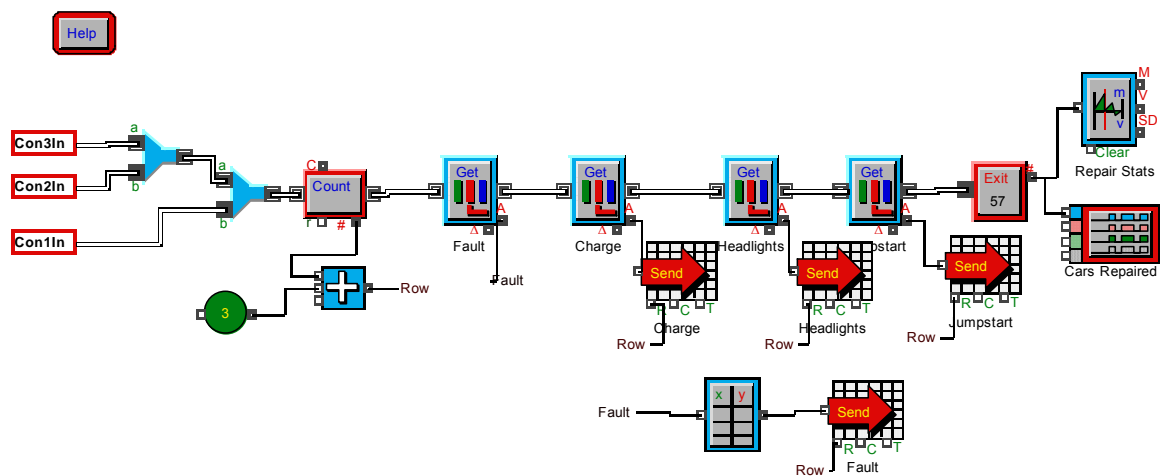 Help
M
m
V
v
SD
Clear
Repair Stats
Con3In
a
b
Con2In
a
b
Con1In
C
Count
r
#
Get
A
Δ
Fault
Fault
Get
A
Δ
Charge
Get
A
Δ
Headlights
Get
A
Δ
pstart
Exit
57
#
Cars Repaired
Send
R C T
Charge
Row
Send
R C T
Headlights
Row
Send
R C T
Jumpstart
Row
3
Row
Fault
x y
Send
R C T
Fault
Row